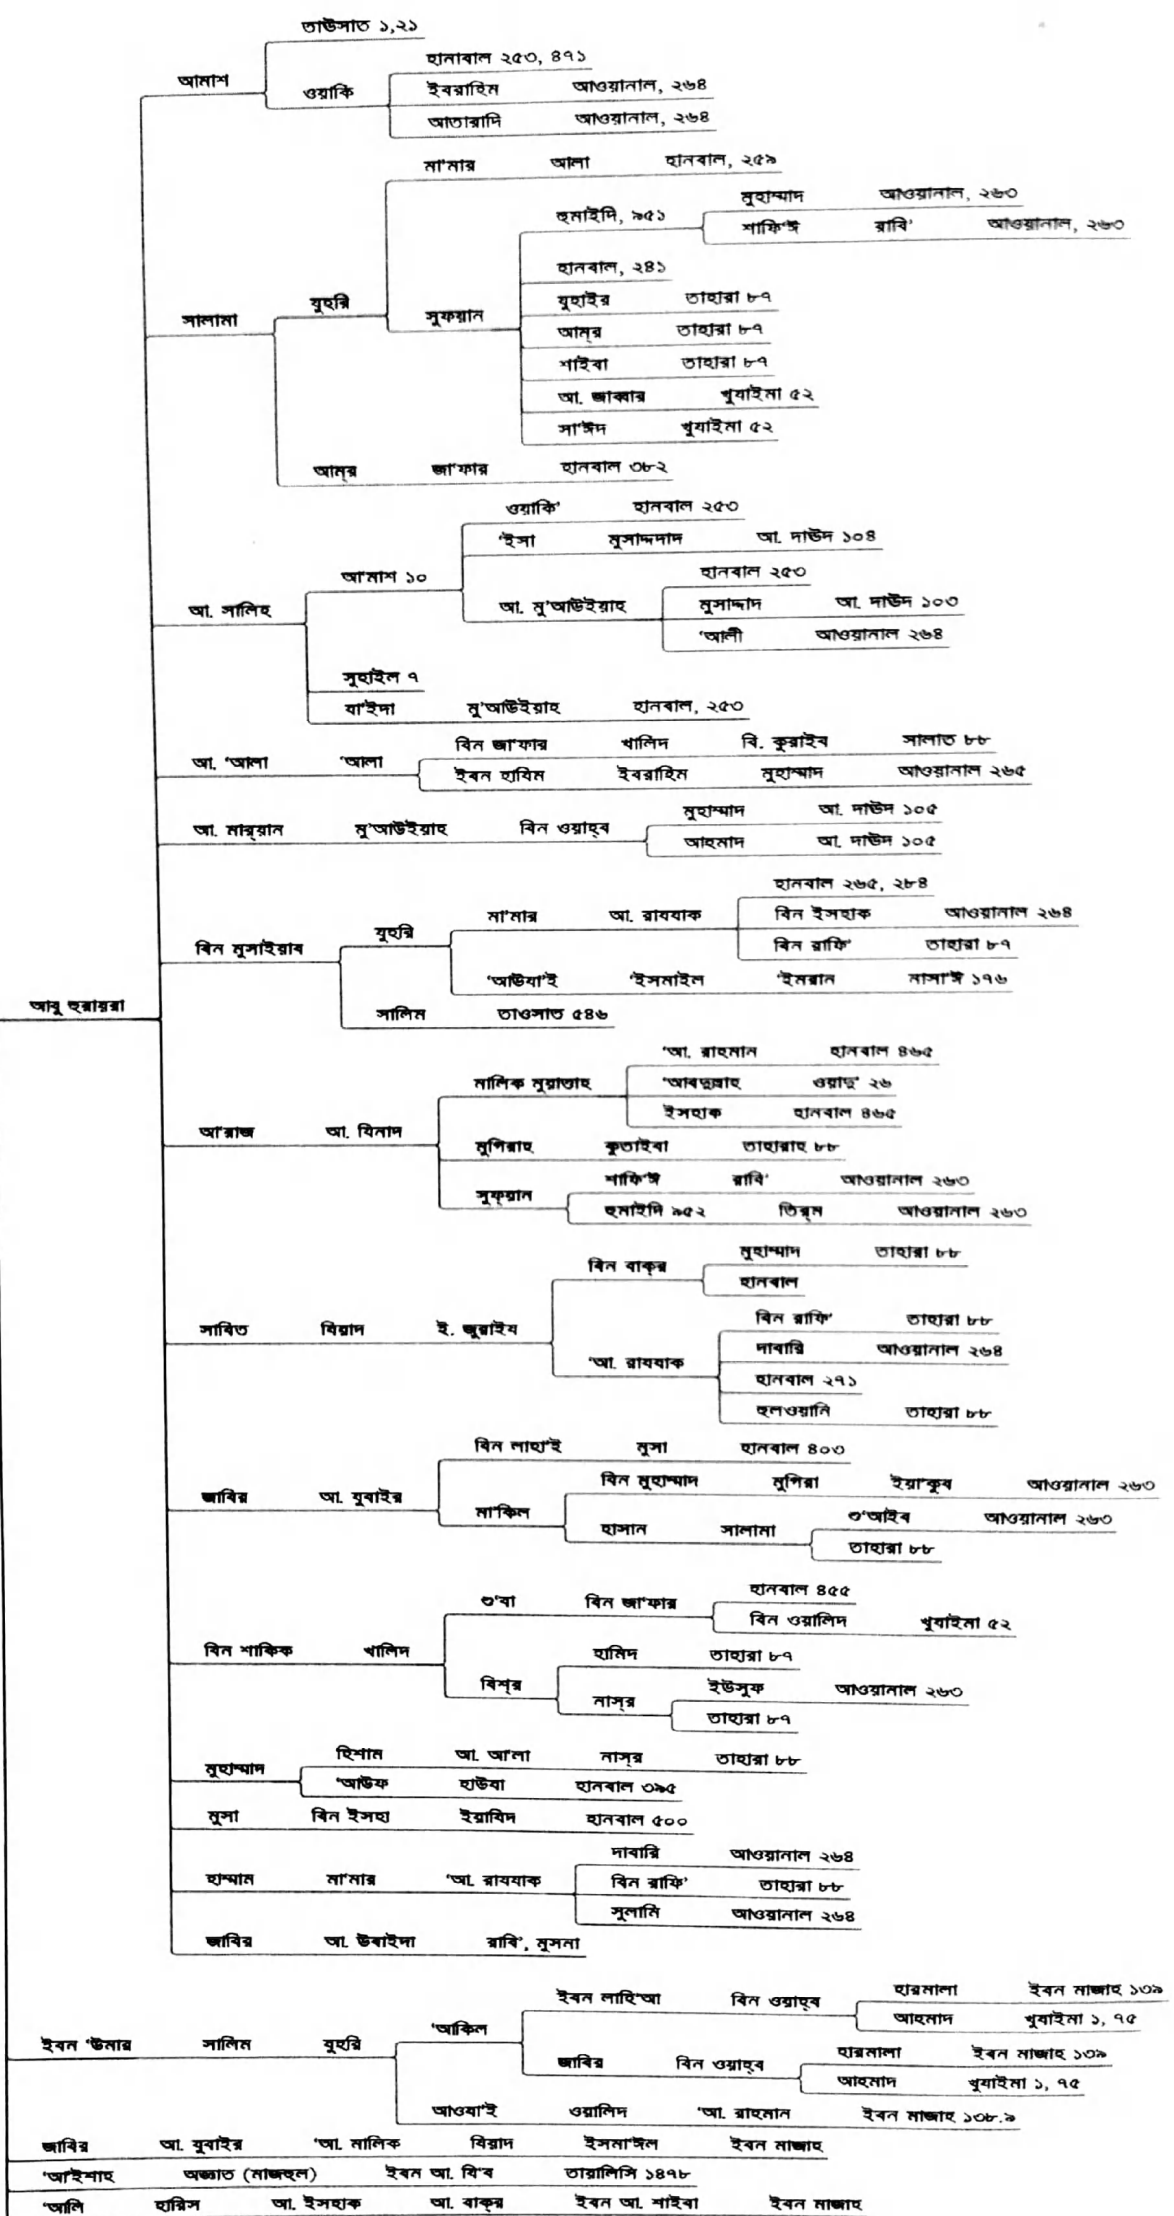 তাউসাত ১,২১
হানাবাল ২৫৩, ৪৭১
আমাশ
ওয়াকি
ইবরাহিম আওয়ানাল, ২৬৪
আতারাদি আওয়ানাল, ২৬৪
মা'মার আলা হানবাল, ২৫৯
মুহাম্মাদ আওয়ানাল, ২৬৩
হুমাইদি, ৯৫১
শাফি'ঈ রাবি' আওয়ানাল, ২৬৩
হানবাল, ২৪১
যুহরি
যুহাইর তাহারা ৮৭
সালামা
সুফয়ান
আম্‌র তাহারা ৮৭
শাইবা তাহারা ৮৭
আ. জাব্বার খুযাইমা ৫২
সা'ঈদ খুযাইমা ৫২
আম্‌র জা'ফার হানবাল ৩৮২
ওয়াকি' হানবাল ২৫৩
'ইসা মুসাদ্দদাদ আ. দাউদ ১০৪
আ'মাশ ১০
হানবাল ২৫৩
আ. সালিহ
আ. মু'আউইয়াহ মুসাদ্দাদ আ. দাউদ ১০৩
'আলী আওয়ানাল ২৬৪
সুহাইল ৭
যা'ইদা মু'আউইয়াহ হানবাল, ২৫৩
বিন জা'ফার খালিদ বি. কুরাইব সালাত ৮৮
আ. 'আলা 'আলা
ইবন হাযিম ইবরাহিম মুহাম্মাদ আওয়ানাল ২৬৫
মুহাম্মাদ আ. দাউদ ১০৫
আ. মার্‌য়ান মু'আউইয়াহ বিন ওয়াহ্‌ব
আহমাদ আ. দাউদ ১০৫
হানবাল ২৬৫, ২৮৪
মা'মার আ. রাযযাক বিন ইসহাক আওয়ানাল ২৬৪
যুহরি
বিন মুসাইয়াব
বিন রাফি' তাহারা ৮৭
'আউযা'ই 'ইসমাইল 'ইমরান নাসা'ঈ ১৭৬
আবু হুরায়রা
সালিম তাওসাত ৫৪৬
'আ. রাহমান হানবাল ৪৬৫
মালিক মুয়াত্তাহ 'আবদুল্লাহ ওয়াদু' ২৬
ইসহাক হানবাল ৪৬৫
আ'রাজ আ. যিনাদ
মুগিরাহ কুতাইবা তাহারাহ ৮৮
শাফি'ঈ রাবি' আওয়ানাল ২৬৩
সুফ্‌য়ান
হুমাইদি ৯৫২ তির্‌ম আওয়ানাল ২৬৩
মুহাম্মাদ তাহারা ৮৮
বিন বাক্‌র
হানবাল
সাবিত যিয়াদ ই. জুরাইয
বিন রাফি' তাহারা ৮৮
'আ. রাযযাক
দাবারি আওয়ানাল ২৬৪
হানবাল ২৭১
হুলওয়ানি তাহারা ৮৮
বিন লাহা'ই মুসা হানবাল ৪০৩
জাবির আ. যুবাইর
বিন মুহাম্মাদ মুগিরা ইয়া'কুব আওয়ানাল ২৬৩
মা'কিল
হাসান সালামা শু'আইব আওয়ানাল ২৬৩
তাহারা ৮৮
হানবাল ৪৫৫
শু'বা বিন জা'ফার
বিন ওয়ালিদ খুযাইমা ৫২
বিন শাকিক খালিদ
হামিদ তাহারা ৮৭
বিশ্‌র
নাস্‌র ইউসুফ আওয়ানাল ২৬৩
তাহারা ৮৭
হিশাম আ. আ'লা নাস্‌র তাহারা ৮৮
মুহাম্মাদ
'আউফ হাউযা হানবাল ৩৯৫
মুসা বিন ইসহা ইয়াযিদ হানবাল ৫০০
দাবারি আওয়ানাল ২৬৪
হাম্মাম মা'মার 'আ. রাযযাক বিন রাফি' তাহারা ৮৮
সুলামি আওয়ানাল ২৬৪
জাবির আ. উবাইদা রাবি', মুসনা
হারমালা ইবন মাজাহ ১৩৯
ইবন লাহি'আ বিন ওয়াহ্‌ব
আহমাদ খুযাইমা ১, ৭৫
'আকিল
ইবন 'উমার সালিম যুহরি
হারমালা ইবন মাজাহ ১৩৯
জাবির বিন ওয়াহ্‌ব
আহমাদ খুযাইমা ১, ৭৫
আওযা'ই ওয়ালিদ 'আ. রাহমান ইবন মাজাহ ১৩৮.৯
জাবির আ. যুবাইর 'আ. মালিক যিয়াদ ইসমা'ঈল ইবন মাজাহ
'আ'ইশাহ অজ্ঞাত (মাজহুল) ইবন আ. যি'ব তায়ালিসি ১৪৭৮
'আলি হারিস আ. ইসহাক আ. বাক্‌র ইবন আ. শাইবা ইবন মাজাহ